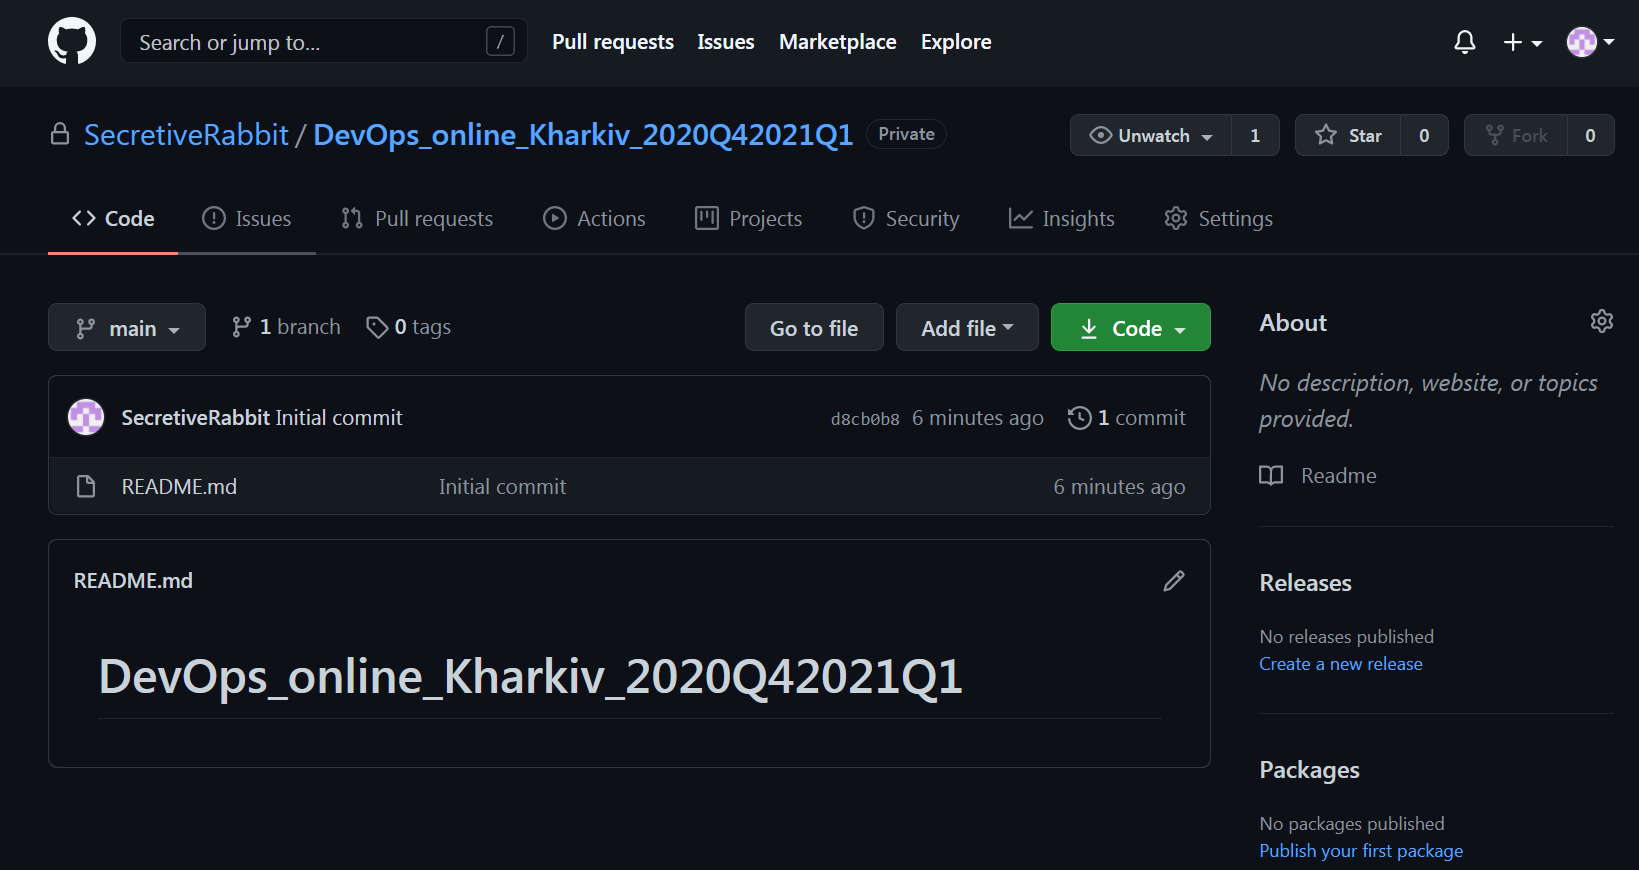 Search or jump to... /
Pull requests Issues Marketplace Explore
SecretiveRabbit / DevOps_online_Kharkiv_2020Q42021Q1 Private
Unwatch 1 Star 0 Fork 0
Code Issues Pull requests Actions Projects Security Insights Settings
main 1 branch 0 tags Go to file Add file Code
SecretiveRabbit Initial commit d8cb0b8 6 minutes ago 1 commit
README.md Initial commit 6 minutes ago
README.md
DevOps_online_Kharkiv_2020Q42021Q1
About
No description, website, or topics
provided.
Readme
Releases
No releases published
Create a new release
Packages
No packages published
Publish your first package